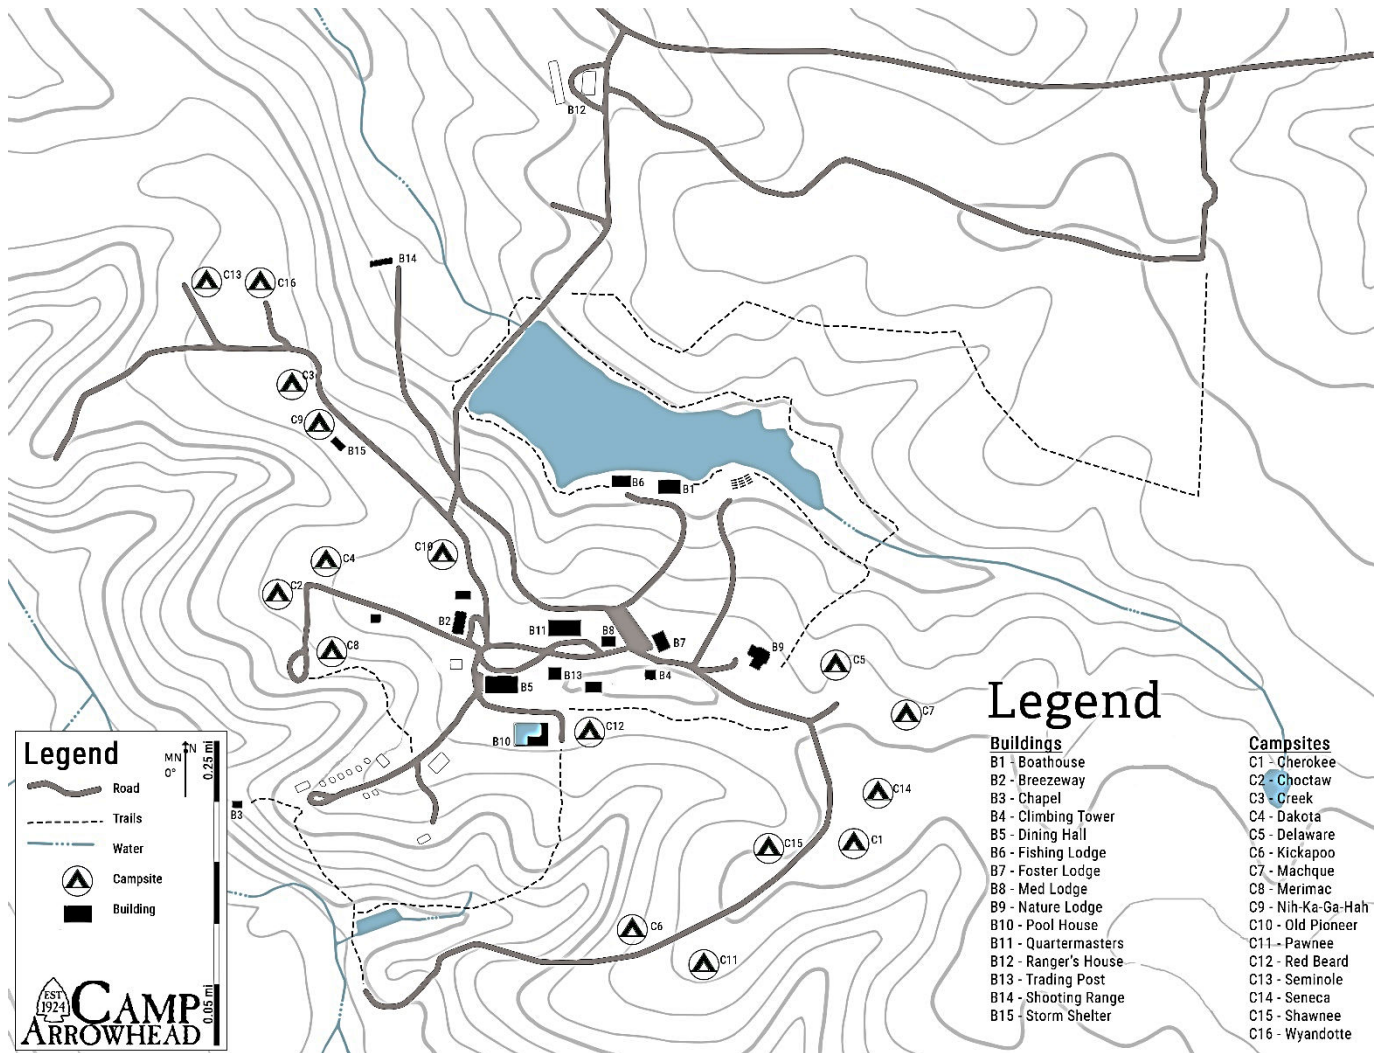 B12
B14
C13
C16
C3
C9
B15
B6
B1
C10
C4
C2
B2
B11
B8
B7
B9
C8
C5
B13
B4
B5
C7
C12
B10
C14
B3
C15
C1
C6
C11
Legend
MN
0°
N
0.25 mi
Road
Trails
Water
Campsite
Building
0.05 mi
EST
1924
CAMP
ARROWHEAD
Legend
Buildings
B1 - Boathouse
B2 - Breezeway
B3 - Chapel
B4 - Climbing Tower
B5 - Dining Hall
B6 - Fishing Lodge
B7 - Foster Lodge
B8 - Med Lodge
B9 - Nature Lodge
B10 - Pool House
B11 - Quartermasters
B12 - Ranger's House
B13 - Trading Post
B14 - Shooting Range
B15 - Storm Shelter
Campsites
C1 - Cherokee
C2 - Choctaw
C3 - Creek
C4 - Dakota
C5 - Delaware
C6 - Kickapoo
C7 - Machque
C8 - Merimac
C9 - Nih-Ka-Ga-Hah
C10 - Old Pioneer
C11 - Pawnee
C12 - Red Beard
C13 - Seminole
C14 - Seneca
C15 - Shawnee
C16 - Wyandotte